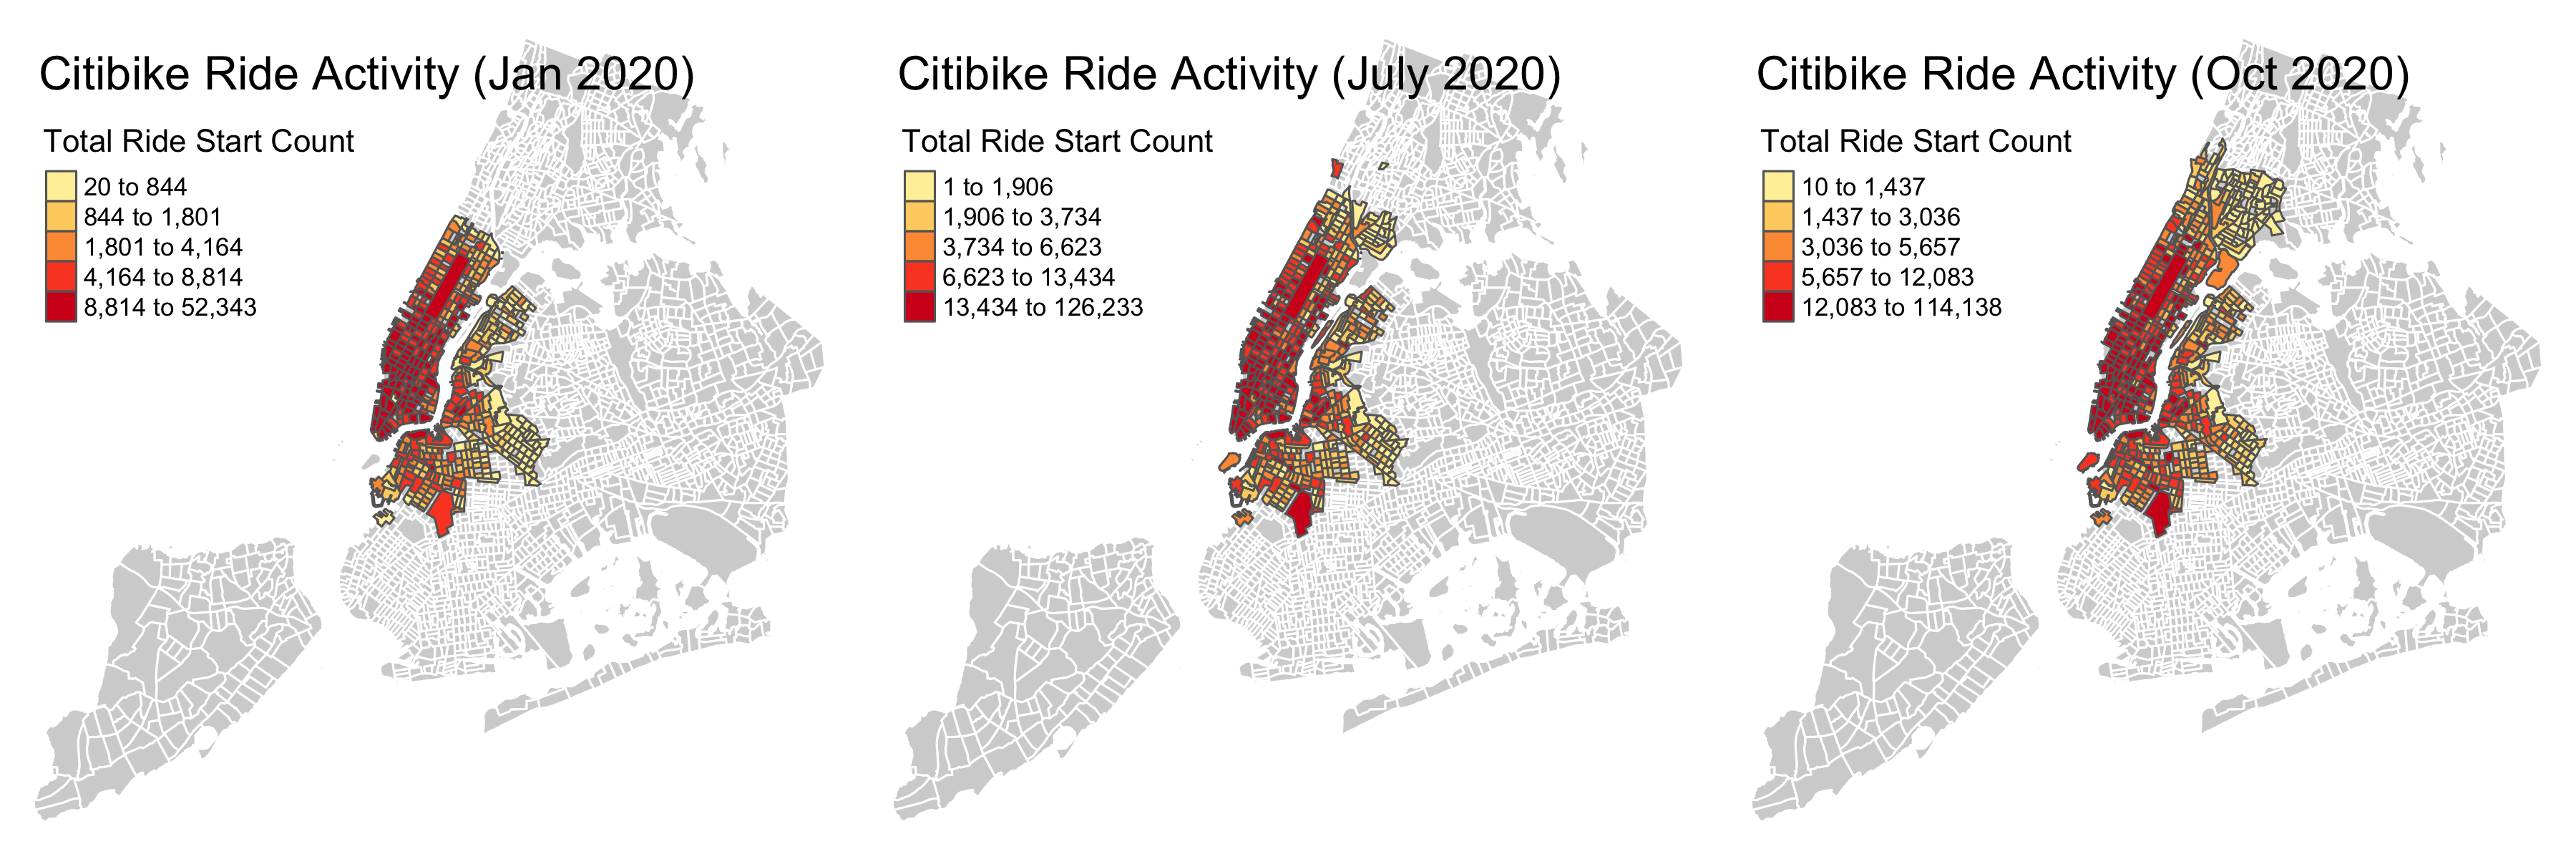 Citibike Ride Activity (Jan 2020)
Total Ride Start Count
20 to 844
844 to 1,801
1,801 to 4,164
4,164 to 8,814
8,814 to 52,343
Citibike Ride Activity (July 2020)
Total Ride Start Count
1 to 1,906
1,906 to 3,734
3,734 to 6,623
6,623 to 13,434
13,434 to 126,233
Citibike Ride Activity (Oct 2020)
Total Ride Start Count
10 to 1,437
1,437 to 3,036
3,036 to 5,657
5,657 to 12,083
12,083 to 114,138